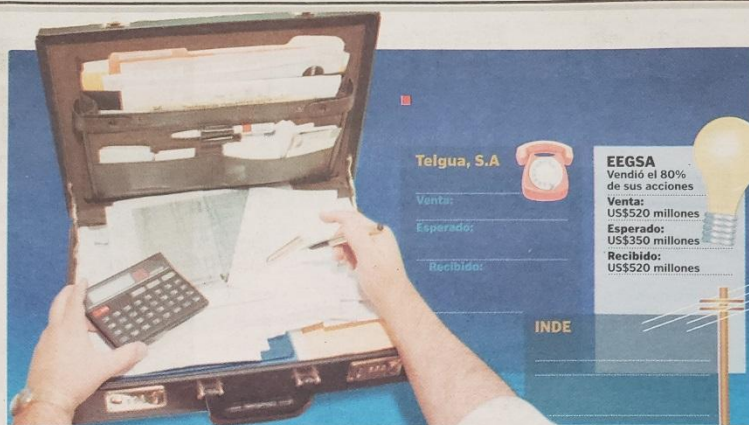 Telgua, S.A
Venta:
Esperado:
Recibido:
EEGSA
Vendió el 80%
de sus acciones
Venta:
US$520 millones
Esperado:
US$350 millones
Recibido:
US$520 millones
INDE